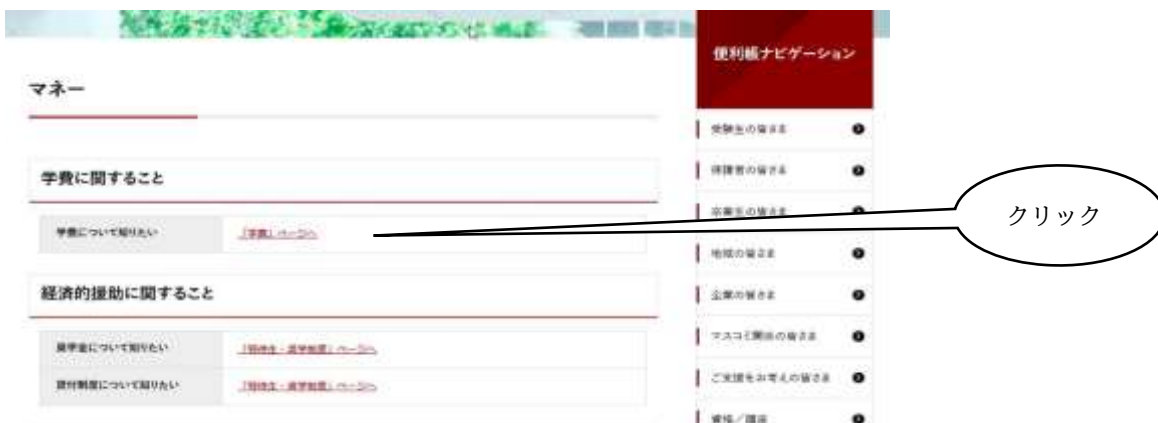 便利帳ナビゲーション
マネー
受験生の皆さま
保護者の皆さま
学費に関すること
卒業生の皆さま
クリック
学費について知りたい
「学費」ページへ
地域の皆さま
経済的援助に関すること
企業の皆さま
奨学金について知りたい
「特待生・奨学制度」ページへ
マスコミ関係の皆さま
貸付制度について知りたい
「特待生・奨学制度」ページへ
ご支援をお考えの皆さま
資格/講座